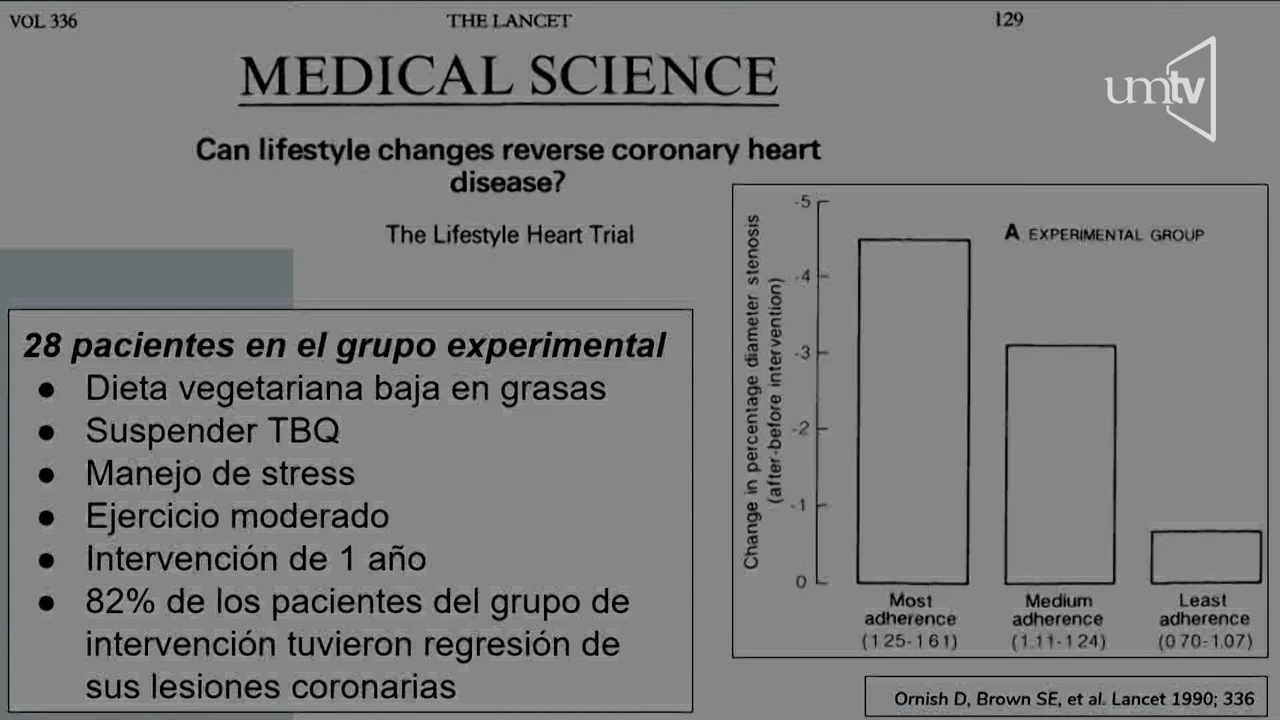 VOL 336
THE LANCET
129
MEDICAL SCIENCE
umtv
Can lifestyle changes reverse coronary heart
disease?
The Lifestyle Heart Trial
28 pacientes en el grupo experimental
● Dieta vegetariana baja en grasas
● Suspender TBQ
● Manejo de stress
● Ejercicio moderado
● Intervención de 1 año
● 82% de los pacientes del grupo de
intervención tuvieron regresión de
sus lesiones coronarias
A EXPERIMENTAL GROUP
Change in percentage diameter stenosis
(after-before intervention)
-5
-4
-3
-2
-1
0
Most
adherence
(1.25-1.61)
Medium
adherence
(1.11-1.24)
Least
adherence
(0.70-1.07)
Ornish D, Brown SE, et al. Lancet 1990; 336